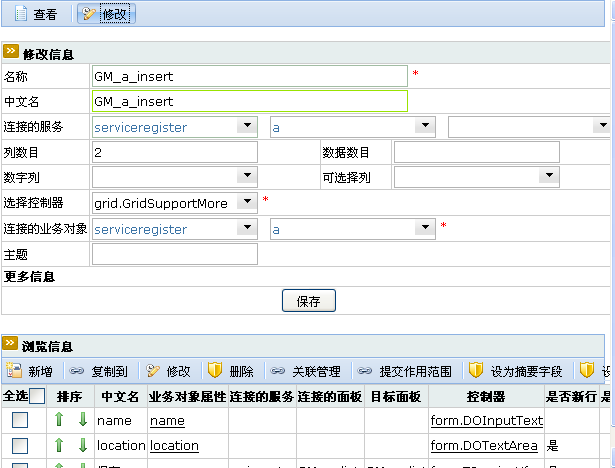 查看 修改
修改信息
名称 GM_a_insert *
中文名 GM_a_insert
连接的服务 serviceregister a
列数目 2 数据数目
数字列 可选择列
选择控制器 grid.GridSupportMore *
连接的业务对象 serviceregister a *
主题
更多信息
保存
浏览信息
新增 复制到 修改 删除 关联管理 提交作用范围 设为摘要字段 设
全选 排序 中文名 业务对象属性 连接的服务 连接的面板 目标面板 控制器 是否新行 是
name name form.DOInputText
location location form.DOTextArea 是